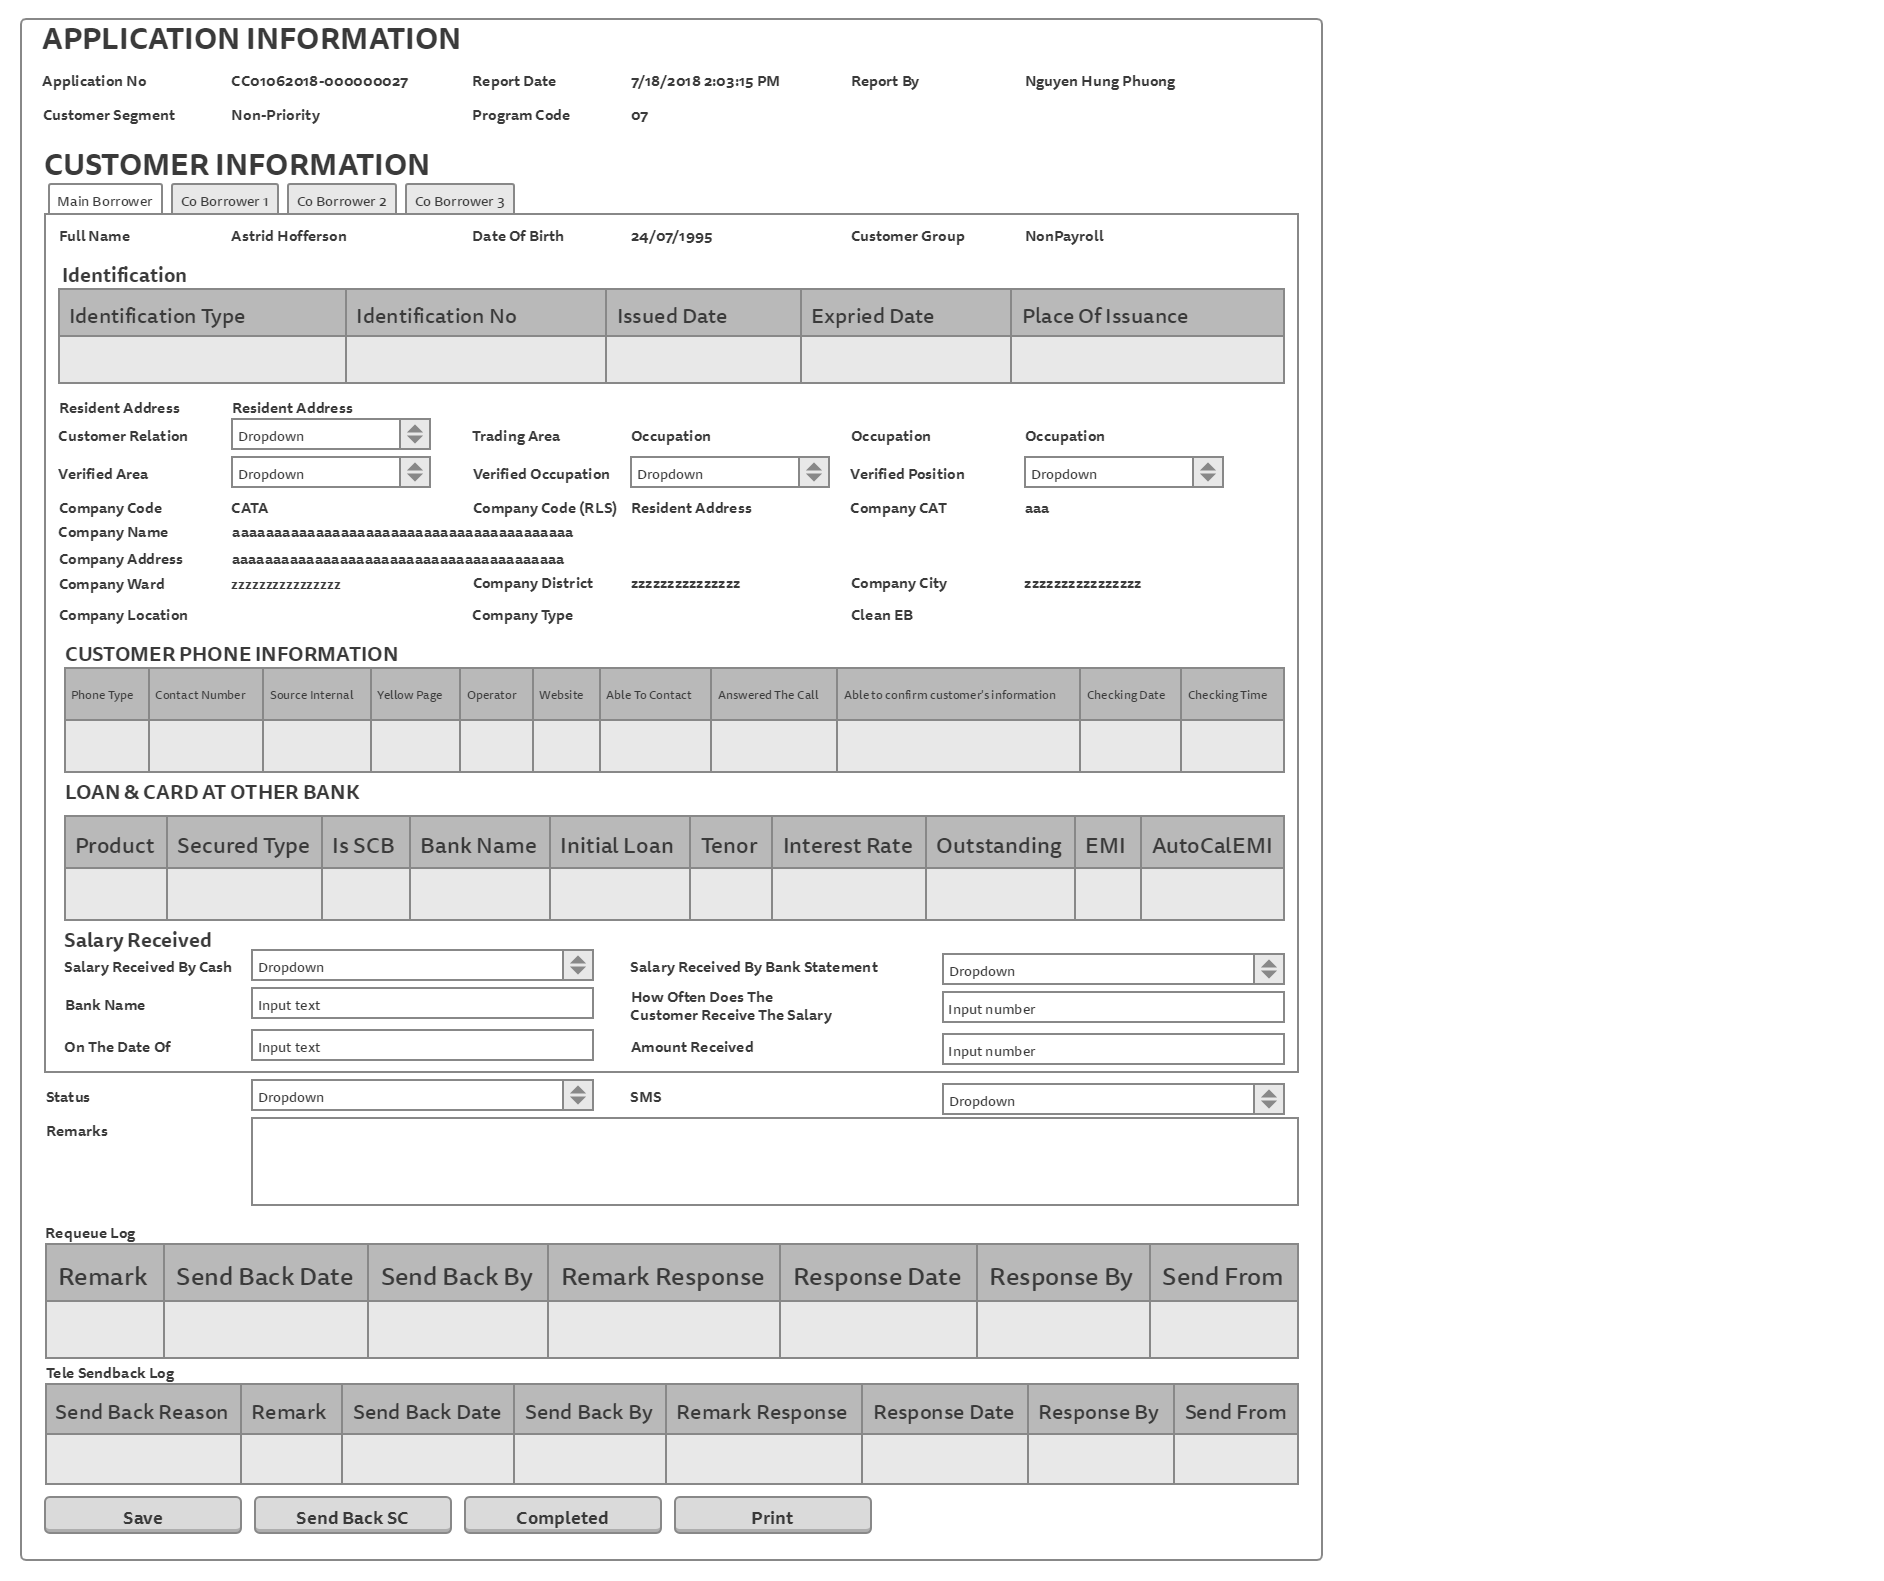 APPLICATION INFORMATION
Application No CC01062018-000000027 Report Date 7/18/2018 2:03:15 PM Report By Nguyen Hung Phuong
Customer Segment Non-Priority Program Code 07
CUSTOMER INFORMATION
Main Borrower Co Borrower 1 Co Borrower 2 Co Borrower 3
Full Name Astrid Hofferson Date Of Birth 24/07/1995 Customer Group NonPayroll
Identification
Identification Type Identification No Issued Date Expried Date Place Of Issuance
Resident Address Resident Address
Customer Relation Dropdown Trading Area Occupation Occupation Occupation
Verified Area Dropdown Verified Occupation Dropdown Verified Position Dropdown
Company Code CATA Company Code (RLS) Resident Address Company CAT aaa
Company Name aaaaaaaaaaaaaaaaaaaaaaaaaaaaaaaaaaaaaaaaa
Company Address aaaaaaaaaaaaaaaaaaaaaaaaaaaaaaaaaaaaaaaa
Company Ward zzzzzzzzzzzzzzzz Company District zzzzzzzzzzzzzzz Company City zzzzzzzzzzzzzzzz
Company Location Company Type Clean EB
CUSTOMER PHONE INFORMATION
Phone Type Contact Number Source Internal Yellow Page Operator Website Able To Contact Answered The Call Able to confirm customer's information Checking Date Checking Time
LOAN & CARD AT OTHER BANK
Product Secured Type Is SCB Bank Name Initial Loan Tenor Interest Rate Outstanding EMI AutoCalEMI
Salary Received
Salary Received By Cash Dropdown Salary Received By Bank Statement Dropdown
Bank Name Input text How Often Does The
Customer Receive The Salary Input number
On The Date Of Input text Amount Received Input number
Status Dropdown SMS Dropdown
Remarks
Requeue Log
Remark Send Back Date Send Back By Remark Response Response Date Response By Send From
Tele Sendback Log
Send Back Reason Remark Send Back Date Send Back By Remark Response Response Date Response By Send From
Save Send Back SC Completed Print